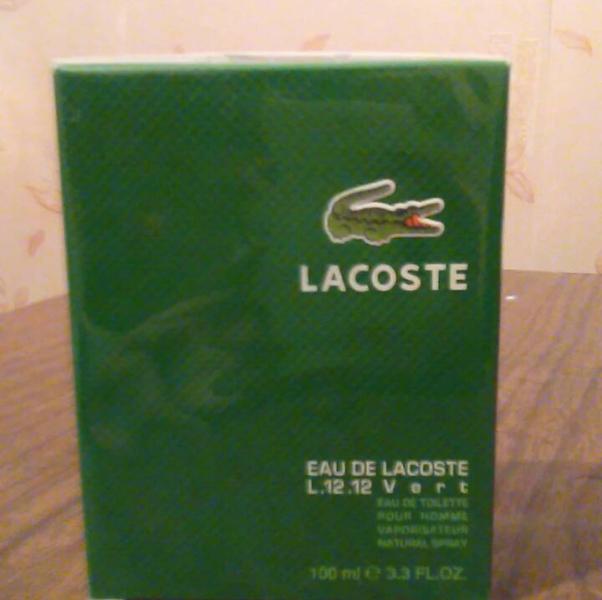 LACOSTE
EAU DE LACOSTE
L.12.12 Vert
EAU DE TOILETTE
POUR HOMME
VAPORISATEUR
NATURAL SPRAY
100 ml ℮ 3.3 FL.OZ.